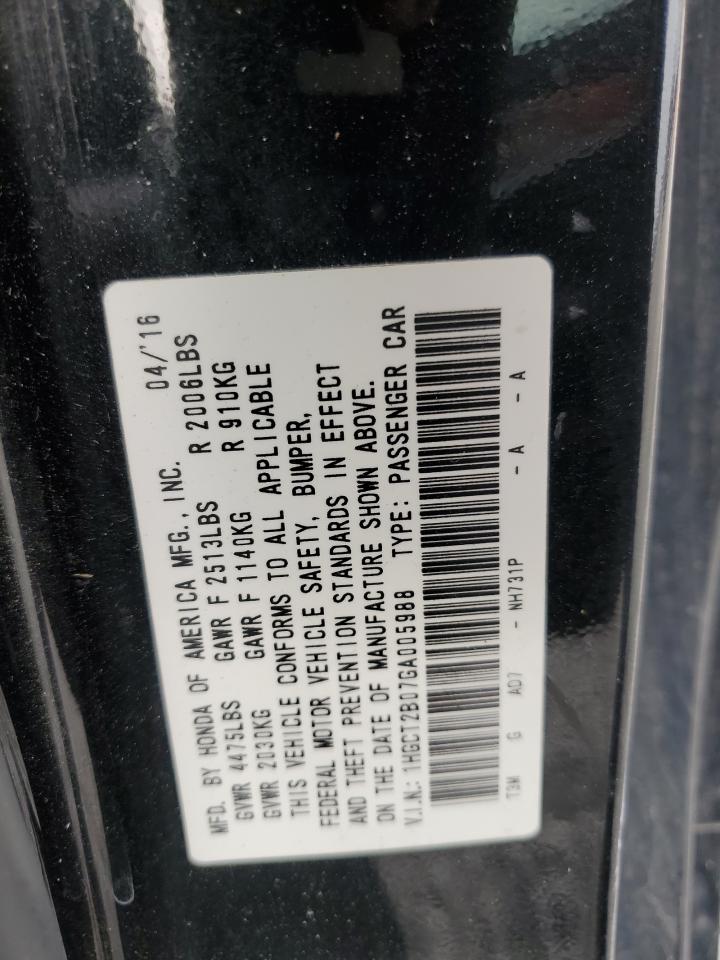 MFD. BY HONDA OF AMERICA MFG., INC. 04/'16
GVWR 4475LBS GAWR F 2513LBS R 2006LBS
GVWR 2030KG GAWR F 1140KG R 910KG
THIS VEHICLE CONFORMS TO ALL APPLICABLE
FEDERAL MOTOR VEHICLE SAFETY, BUMPER,
AND THEFT PREVENTION STANDARDS IN EFFECT
ON THE DATE OF MANUFACTURE SHOWN ABOVE.
V.I.N.: 1HGCT2B07GA005988 TYPE: PASSENGER CAR
T3M G AD7 - NH731P - A - A